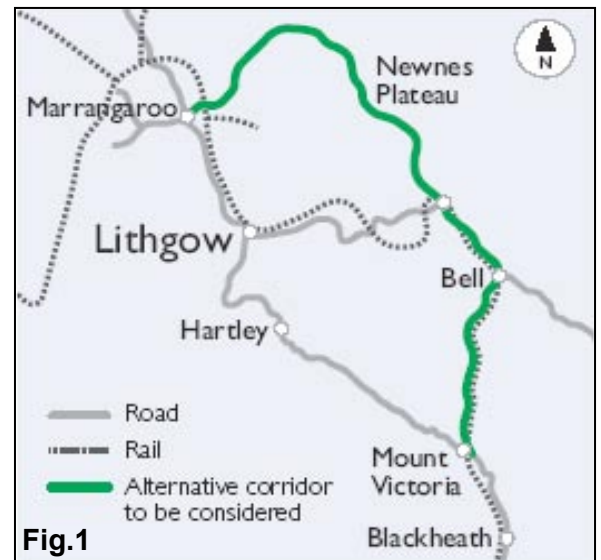 N
Newnes
Plateau
Marrangaroo
Lithgow
Bell
Hartley
Road
Rail
Alternative corridor
to be considered
Mount
Victoria
Blackheath
Fig.1